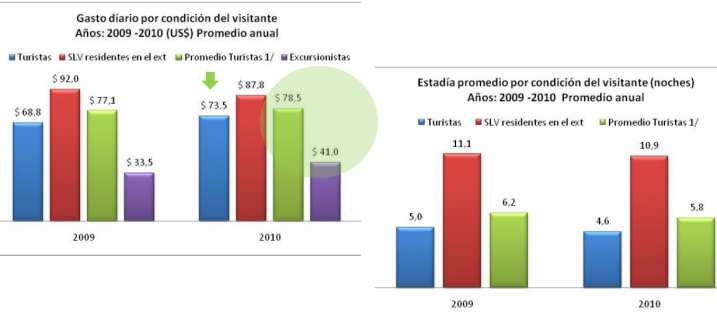 Gasto diario por condición del visitante
Años: 2009 -2010 (US$) Promedio anual
Turistas SLV residentes en el ext Promedio Turistas 1/ Excursionistas
$ 68,8 $ 92,0 $ 77,1 $ 33,5 $ 73,5 $ 87,8 $ 78,5 $ 41,0
2009 2010
Estadía promedio por condición del visitante (noches)
Años: 2009 -2010 Promedio anual
Turistas SLV residentes en el ext Promedio Turistas 1/
5,0 11,1 6,2 4,6 10,9 5,8
2009 2010